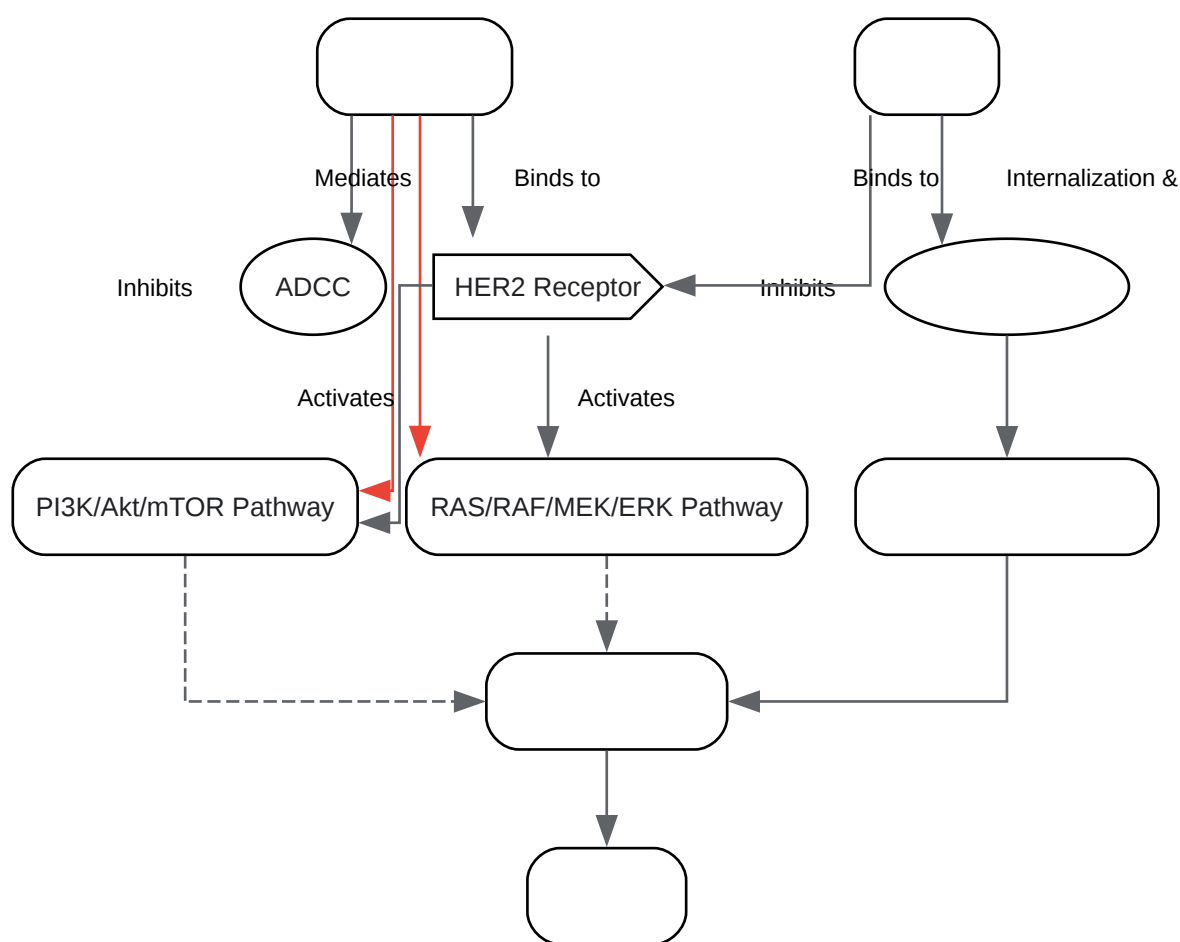 Mediates
Binds to
Binds to
Internalization &
Inhibits
ADCC
HER2 Receptor
Inhibits
Activates
Activates
PI3K/Akt/mTOR Pathway
RAS/RAF/MEK/ERK Pathway